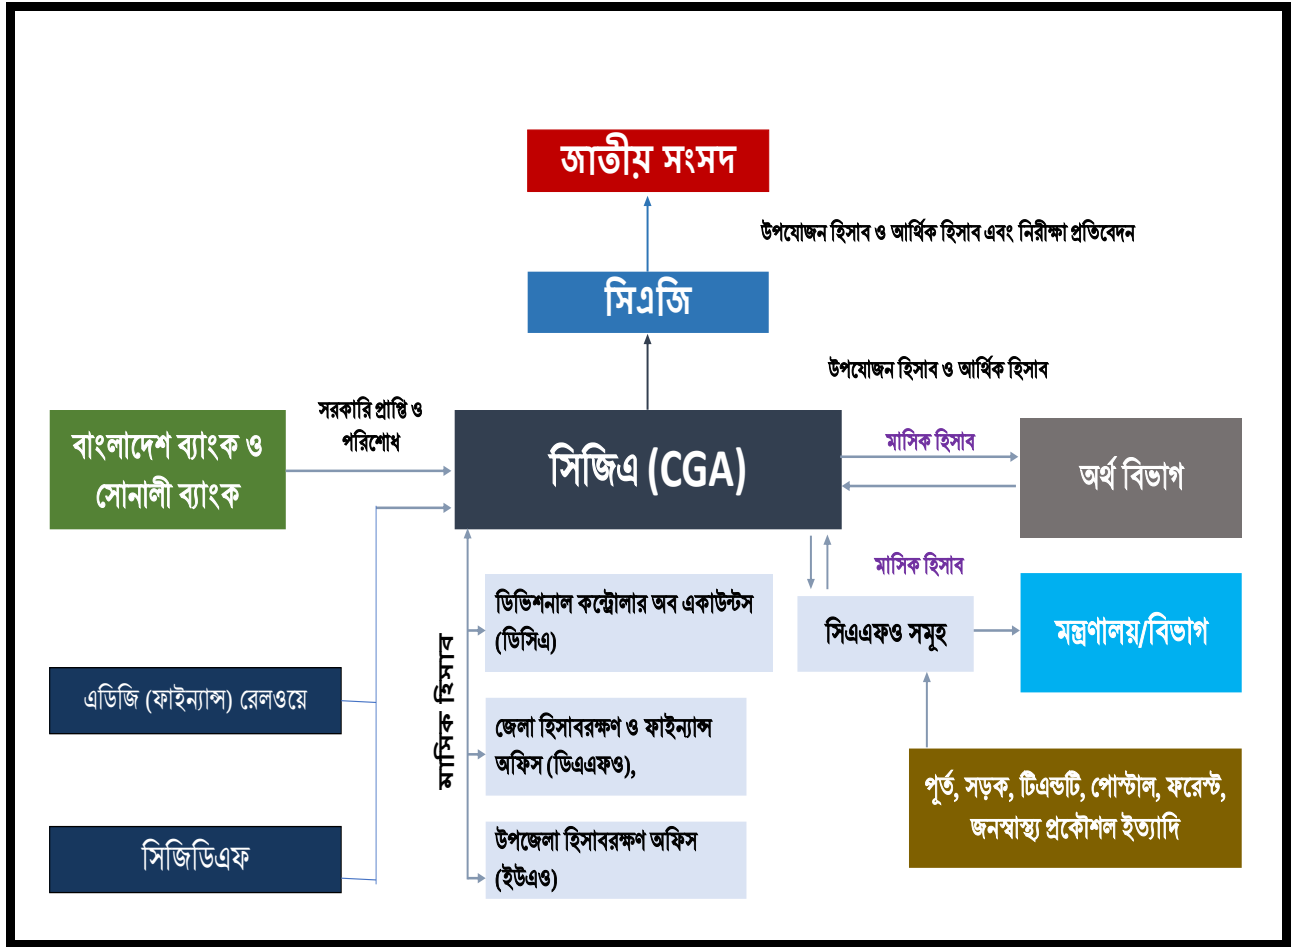 জাতীয় সংসদ
উপযোজন হিসাব ও আর্থিক হিসাব এবং নিরীক্ষা প্রতিবেদন
সিএজি
উপযোজন হিসাব ও আর্থিক হিসাব
সরকারি প্রাপ্তি ও
পরিশোধ
বাংলাদেশ ব্যাংক ও
সোনালী ব্যাংক
সিজিএ (CGA)
মাসিক হিসাব
অর্থ বিভাগ
মাসিক হিসাব
ডিভিশনাল কন্ট্রোলার অব একাউন্টস
(ডিসিএ)
সিএএফও সমূহ
মন্ত্রণালয়/বিভাগ
মাসিক হিসাব
এডিজি (ফাইন্যান্স) রেলওয়ে
জেলা হিসাবরক্ষণ ও ফাইন্যান্স
অফিস (ডিএএফও),
পূর্ত, সড়ক, টিএন্ডটি, পোস্টাল, ফরেস্ট,
জনস্বাস্থ্য প্রকৌশল ইত্যাদি
সিজিডিএফ
উপজেলা হিসাবরক্ষণ অফিস
(ইউএও)